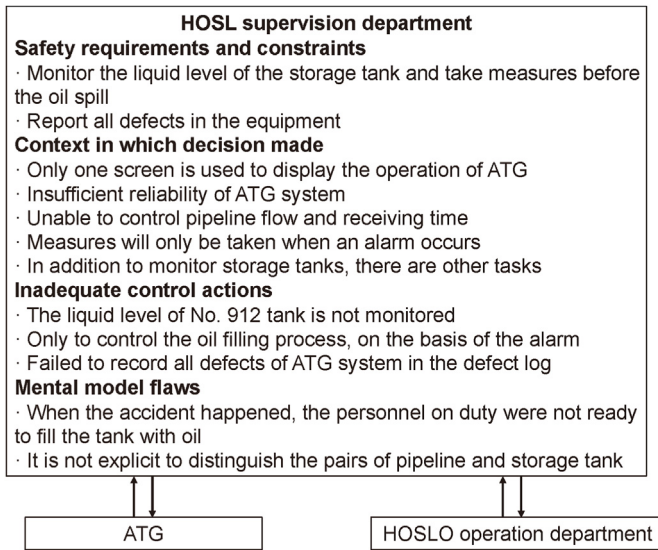 HOSL supervision department
Safety requirements and constraints
· Monitor the liquid level of the storage tank and take measures before
the oil spill
· Report all defects in the equipment
Context in which decision made
· Only one screen is used to display the operation of ATG
· Insufficient reliability of ATG system
· Unable to control pipeline flow and receiving time
· Measures will only be taken when an alarm occurs
· In addition to monitor storage tanks, there are other tasks
Inadequate control actions
· The liquid level of No. 912 tank is not monitored
· Only to control the oil filling process, on the basis of the alarm
· Failed to record all defects of ATG system in the defect log
Mental model flaws
· When the accident happened, the personnel on duty were not ready
to fill the tank with oil
· It is not explicit to distinguish the pairs of pipeline and storage tank
ATG
HOSLO operation department